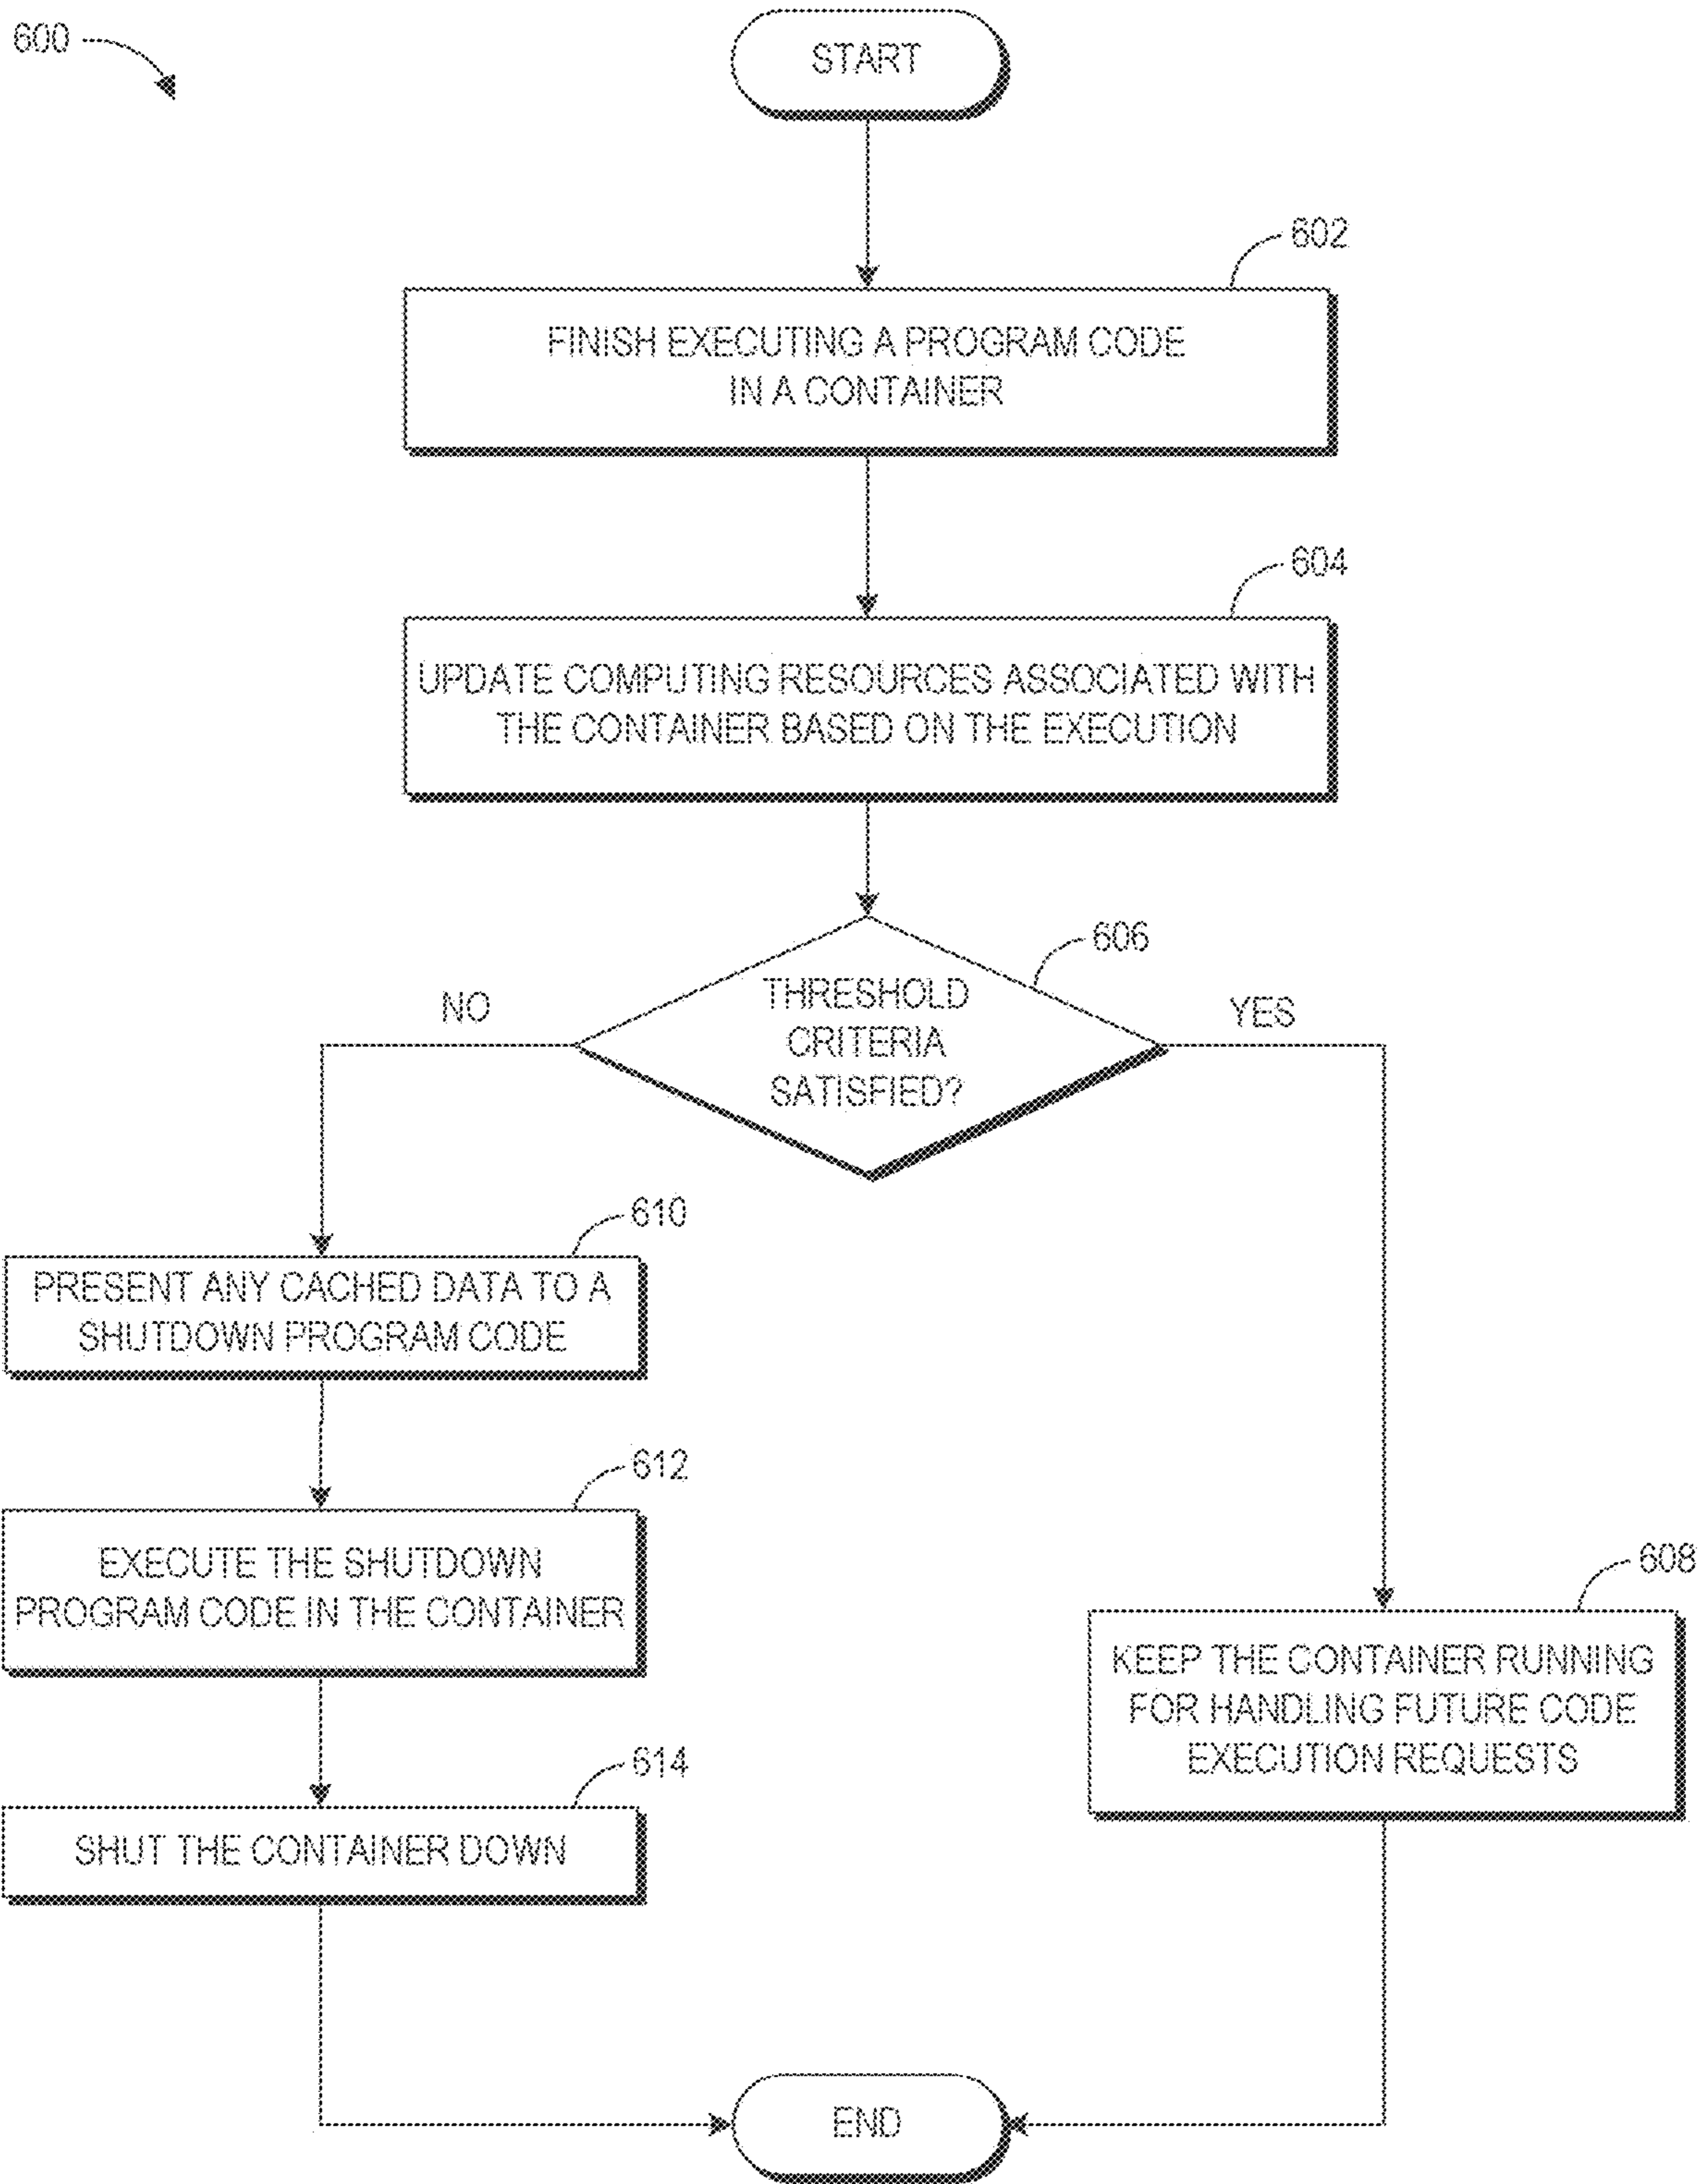 600
START
602
FINISH EXECUTING A PROGRAM CODE
IN A CONTAINER
604
UPDATE COMPUTING RESOURCES ASSOCIATED WITH
THE CONTAINER BASED ON THE EXECUTION
606
THRESHOLD
CRITERIA
SATISFIED?
NO
YES
610
PRESENT ANY CACHED DATA TO A
SHUTDOWN PROGRAM CODE
612
EXECUTE THE SHUTDOWN
PROGRAM CODE IN THE CONTAINER
608
KEEP THE CONTAINER RUNNING
FOR HANDLING FUTURE CODE
EXECUTION REQUESTS
614
SHUT THE CONTAINER DOWN
END